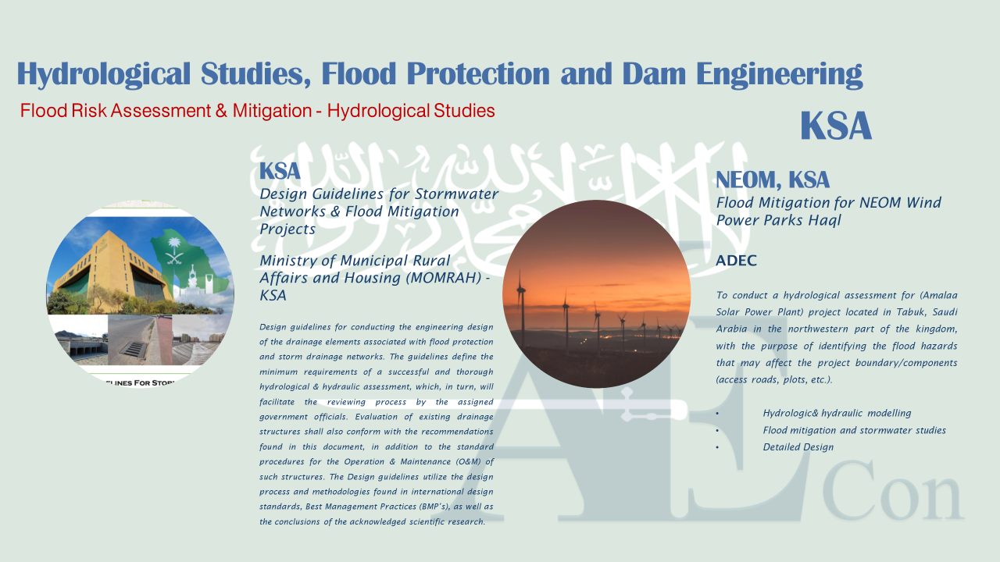 Hydrological Studies, Flood Protection and Dam Engineering
Flood Risk Assessment & Mitigation - Hydrological Studies
KSA
KSA
Design Guidelines for Stormwater
Networks & Flood Mitigation
Projects
Ministry of Municipal Rural
Affairs and Housing (MOMRAH) -
KSA
Design guidelines for conducting the engineering design
of the drainage elements associated with flood protection
and storm drainage networks. The guidelines define the
minimum requirements of a successful and thorough
hydrological & hydraulic assessment, which, in turn, will
facilitate the reviewing process by the assigned
government officials. Evaluation of existing drainage
structures shall also conform with the recommendations
found in this document, in addition to the standard
procedures for the Operation & Maintenance (O&M) of
such structures. The Design guidelines utilize the design
process and methodologies found in international design
standards, Best Management Practices (BMP's), as well as
the conclusions of the acknowledged scientific research.
ELINES FOR STOR
NEOM, KSA
Flood Mitigation for NEOM Wind
Power Parks Haql
ADEC
To conduct a hydrological assessment for (Amalaa
Solar Power Plant) project located in Tabuk, Saudi
Arabia in the northwestern part of the kingdom,
with the purpose of identifying the flood hazards
that may affect the project boundary/components
(access roads, plots, etc.).
• Hydrologic& hydraulic modelling
• Flood mitigation and stormwater studies
• Detailed Design
AE Con